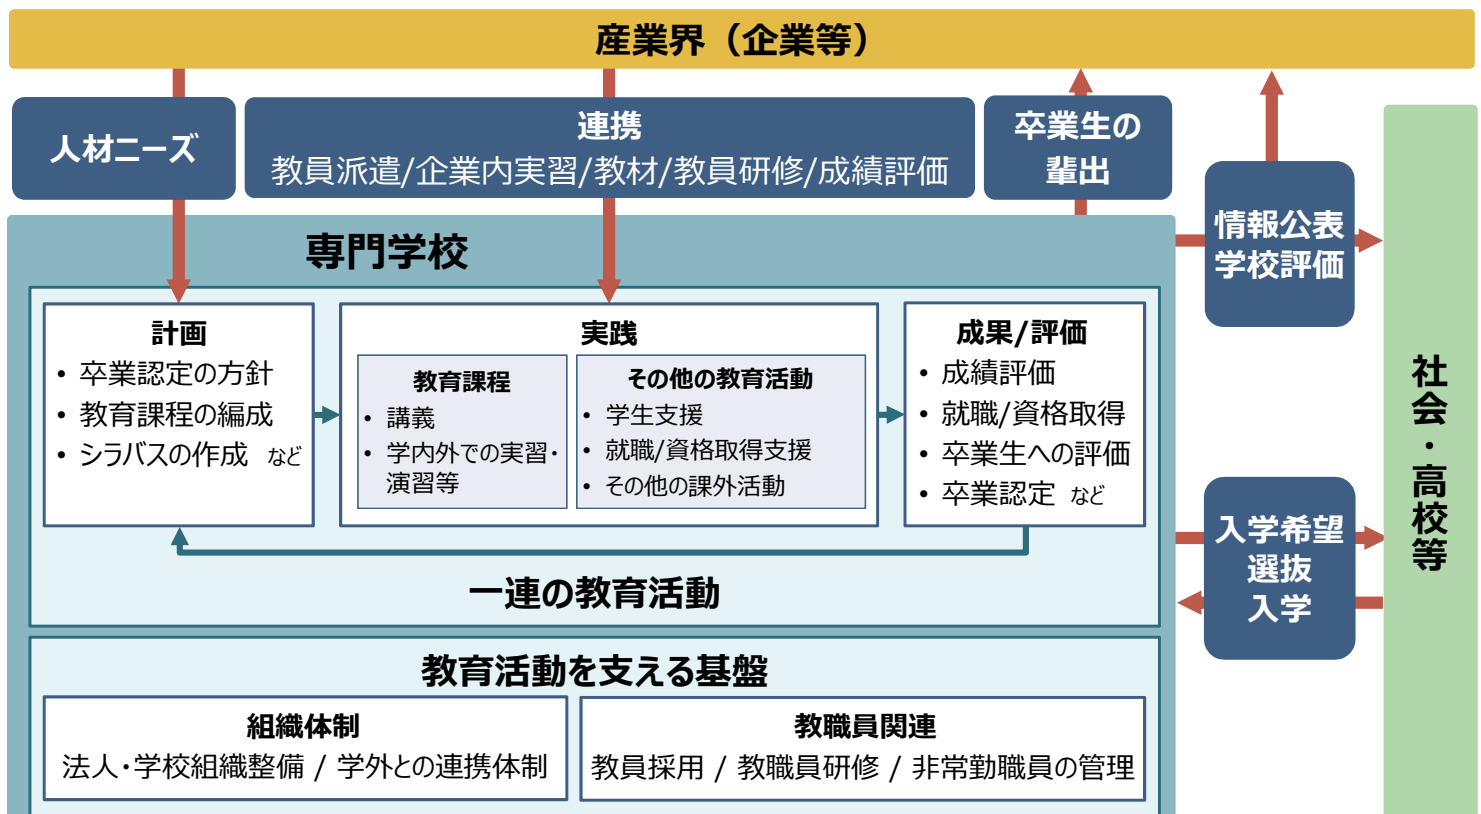 産業界（企業等）
人材ニーズ
連携
教員派遣/企業内実習/教材/教員研修/成績評価
卒業生の
輩出
情報公表
学校評価
社会・高校等
専門学校
計画
• 卒業認定の方針
• 教育課程の編成
• シラバスの作成 など
実践
教育課程
• 講義
• 学内外での実習・
演習等
その他の教育活動
• 学生支援
• 就職/資格取得支援
• その他の課外活動
成果/評価
• 成績評価
• 就職/資格取得
• 卒業生への評価
• 卒業認定 など
一連の教育活動
入学希望
選抜
入学
教育活動を支える基盤
組織体制
法人・学校組織整備 / 学外との連携体制
教職員関連
教員採用 / 教職員研修 / 非常勤職員の管理